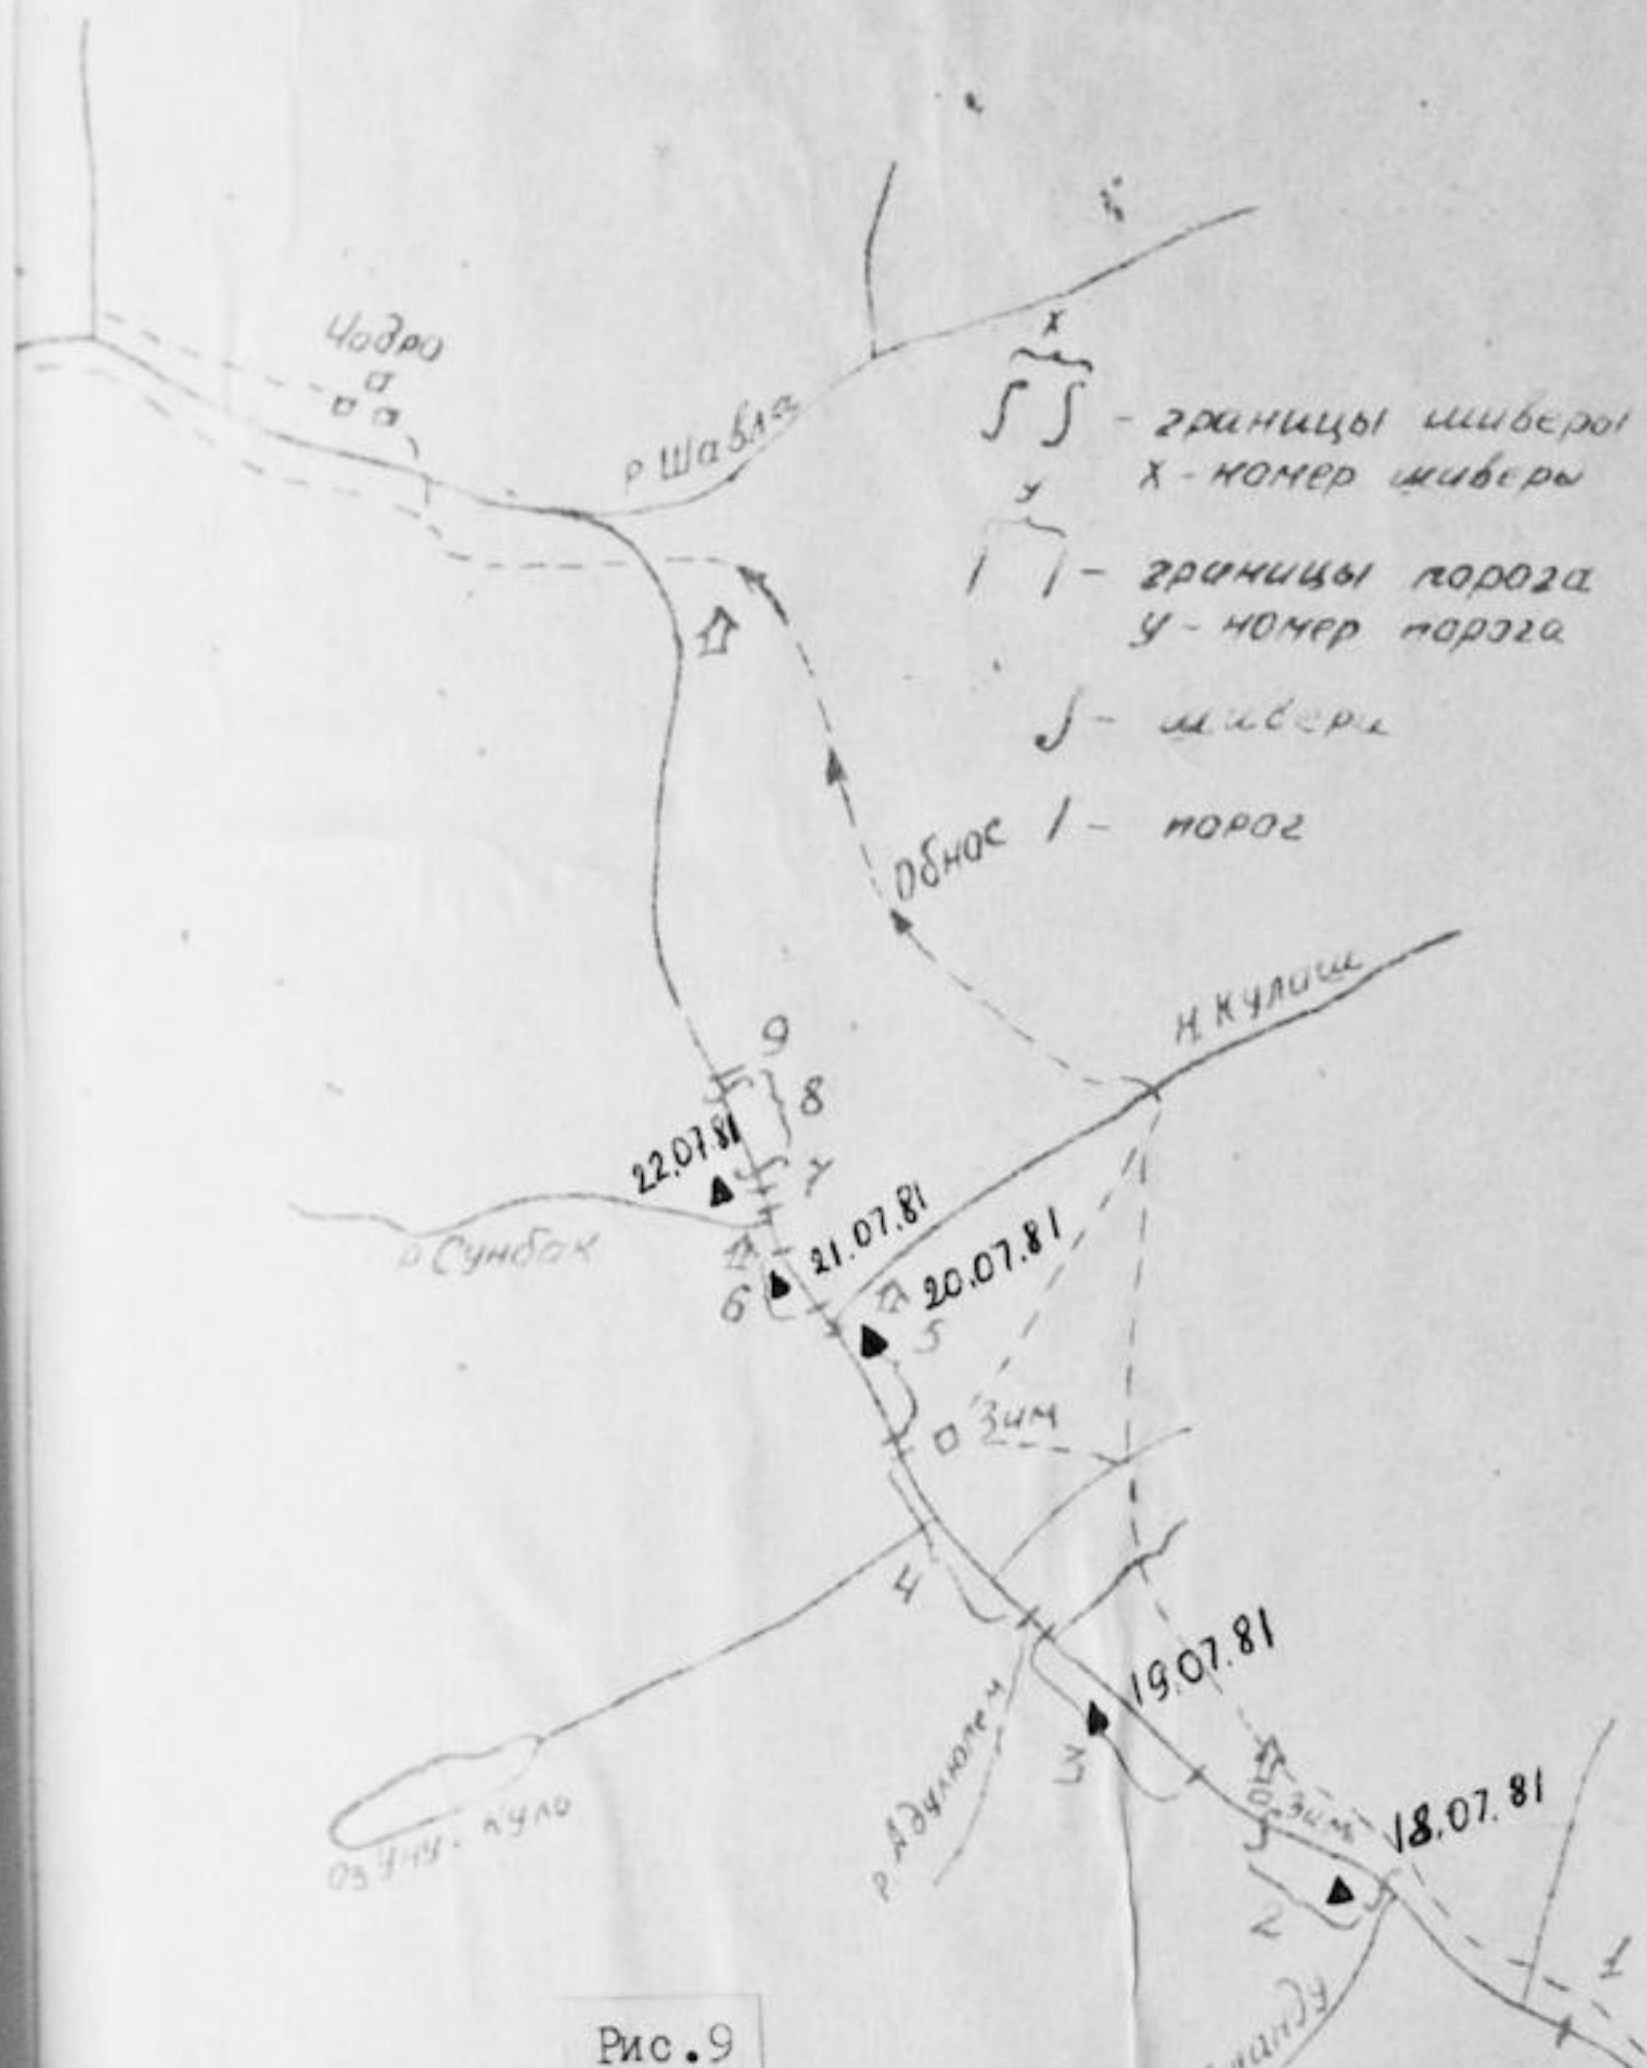 Чодро
р Шавла
х
- границы шиверы
х - номер шиверы
у
- границы порога
у - номер порога
- шивера
- порог
Обнос
Н. Кулаш
9
8
7
22.07.81
р Сунбак
21.07.81
20.07.81
6
5
Зим
4
19.07.81
р. Адулюлем
3
Оз Уну-куль
Зим
18.07.81
2
1
Рис.9